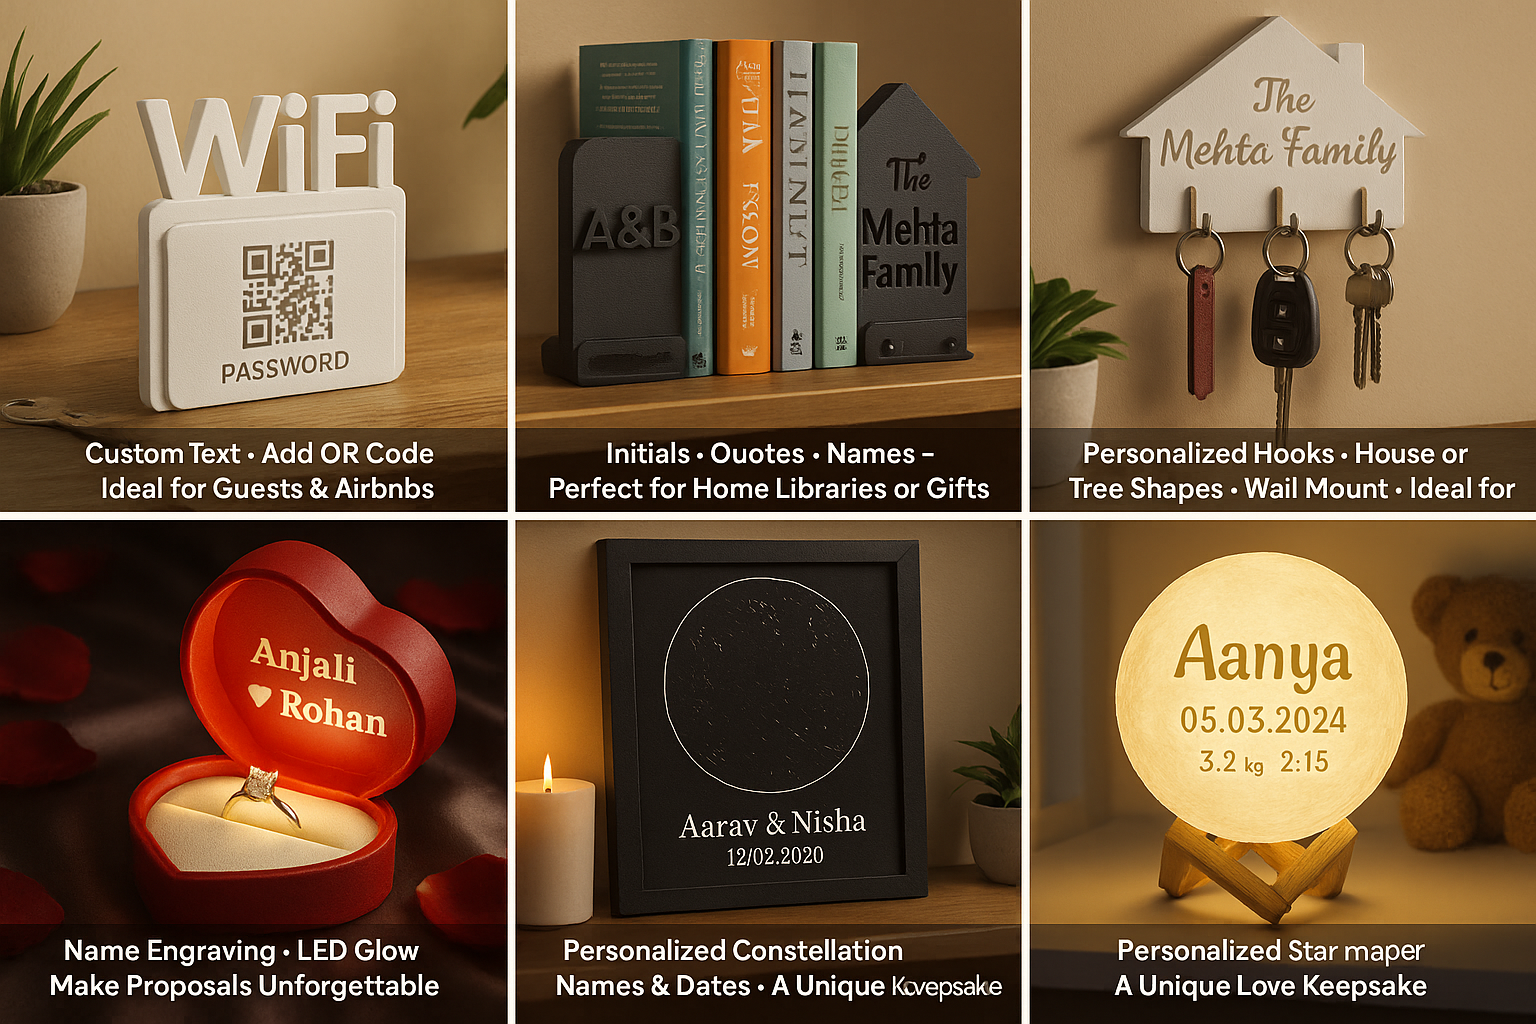 WiFi
PASSWORD
Custom Text • Add OR Code
Ideal for Guests & Airbnbs
A&B
The
Mehta
Famlly
Initials • Ouotes • Names –
Perfect for Home Libraries or Gifts
The
Mehta Family
Personalized Hooks • House or
Tree Shapes • Wail Mount • Ideal for
Anjali
♥ Rohan
Name Engraving • LED Glow
Make Proposals Unforgettable
Aarav & Nisha
12/02.2020
Personalized Constellation
Names & Dates • A Unique Kovepsake
Aanya
05.03.2024
3.2 kg 2:15
Personalized Star maper
A Unique Love Keepsake